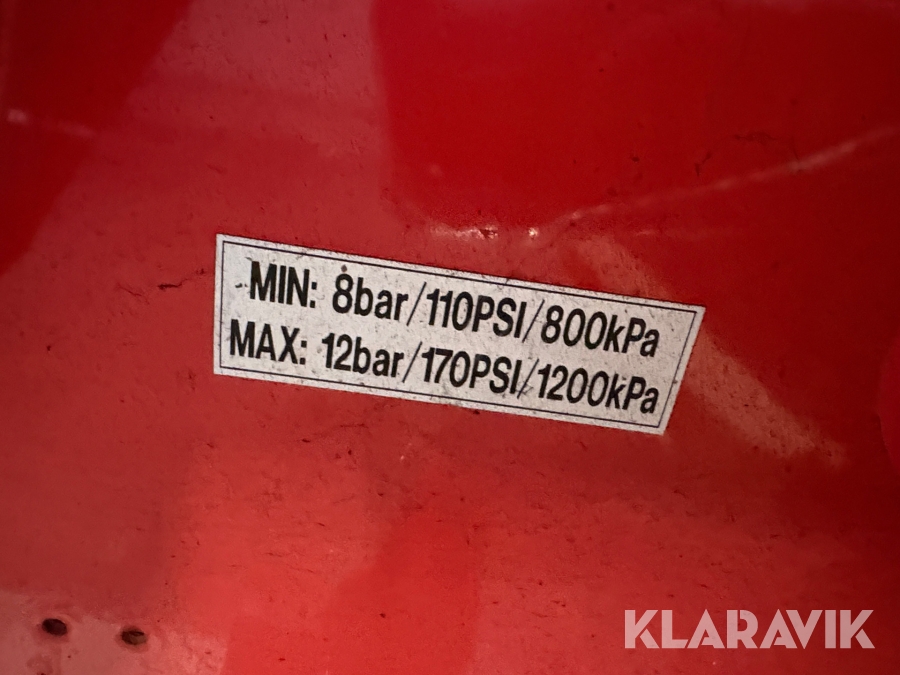 MIN: 8bar/110PSI/800kPa
MAX: 12bar/170PSI/1200kPa
KLARAVIK